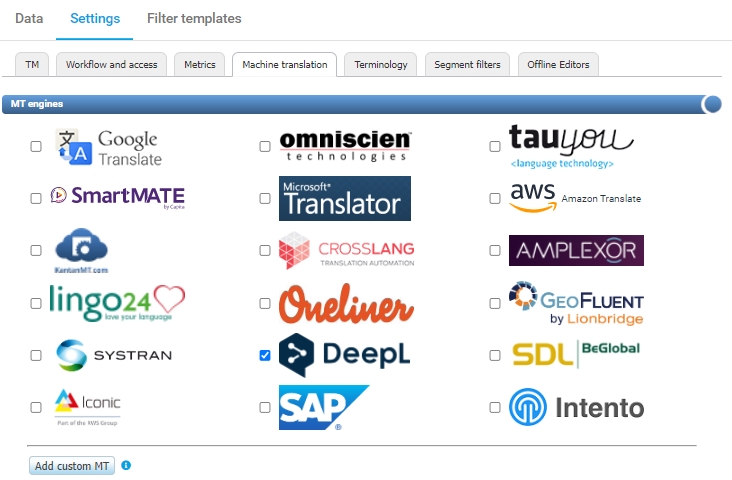 Data Settings Filter templates
TM Workflow and access Metrics Machine translation Terminology Segment filters Offline Editors
MT engines
文 A Google Translate
omniscien™ technologies
tauyou <language technology>
SmartMATE by Capita
Microsoft® Translator
aws Amazon Translate
KantanMT.com
CROSSLANG TRANSLATION AUTOMATION
AMPLEXOR
lingo24 love your language
Oneliner
GEOFLUENT by Lionbridge
SYSTRAN
DeepL
SDL BeGlobal
Iconic Part of the RWS Group
SAP®
Intento
Add custom MT i